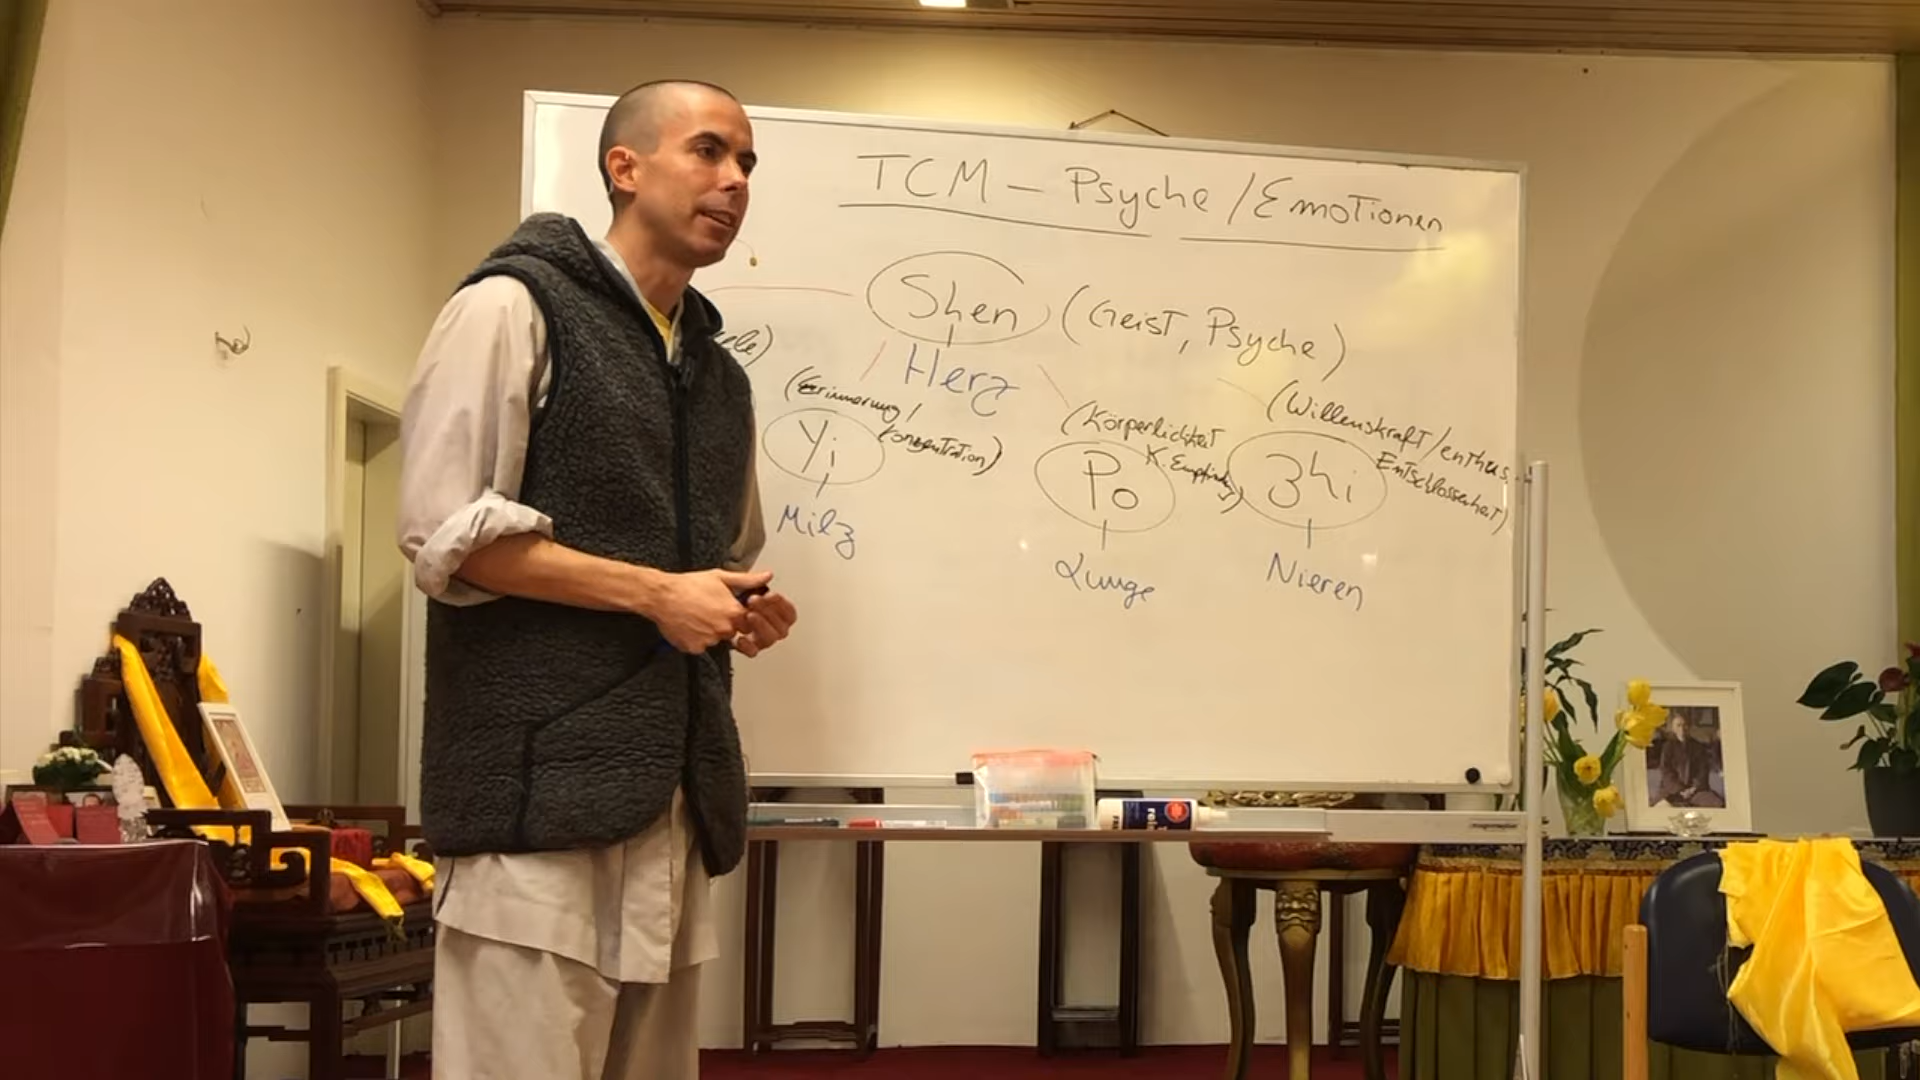 TCM – Psyche / Emotionen
Shen (Geist, Psyche)
Herz
(Erinnerung /
Konzentration)
Yi
Milz
(Körperlichkeit
Po
Lunge
(Willenskraft / enthus.
Entschlossenheit)
Zhi
Nieren